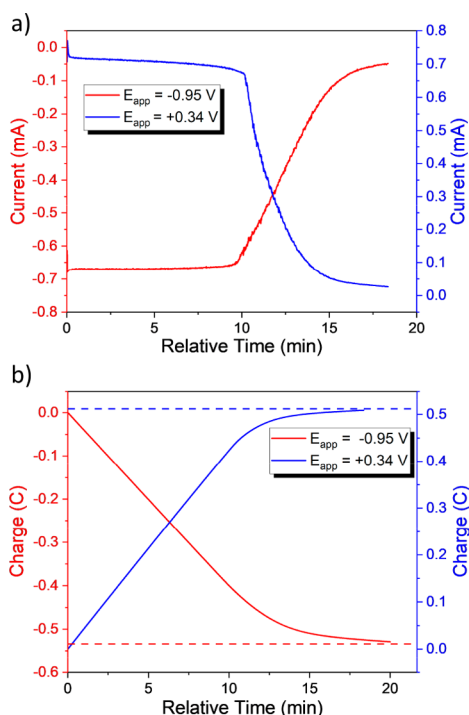 a)
0.0
-0.1
-0.2
-0.3
-0.4
-0.5
-0.6
-0.7
-0.8
Current (mA)
E_app = -0.95 V
E_app = +0.34 V
0.8
0.7
0.6
0.5
0.4
0.3
0.2
0.1
0.0
Current (mA)
0 5 10 15 20
Relative Time (min)
b)
0.0
-0.1
-0.2
-0.3
-0.4
-0.5
-0.6
Charge (C)
E_app = -0.95 V
E_app = +0.34 V
0.5
0.4
0.3
0.2
0.1
0.0
Charge (C)
0 5 10 15 20
Relative Time (min)